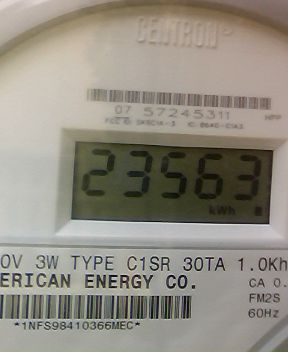 CENTRON
07 57245311
23563
kWh
0V 3W TYPE C1SR 30TA 1.0Kh
ERICAN ENERGY CO.
CA 0.
FM2S
60Hz
*1NFS98410366MEC*